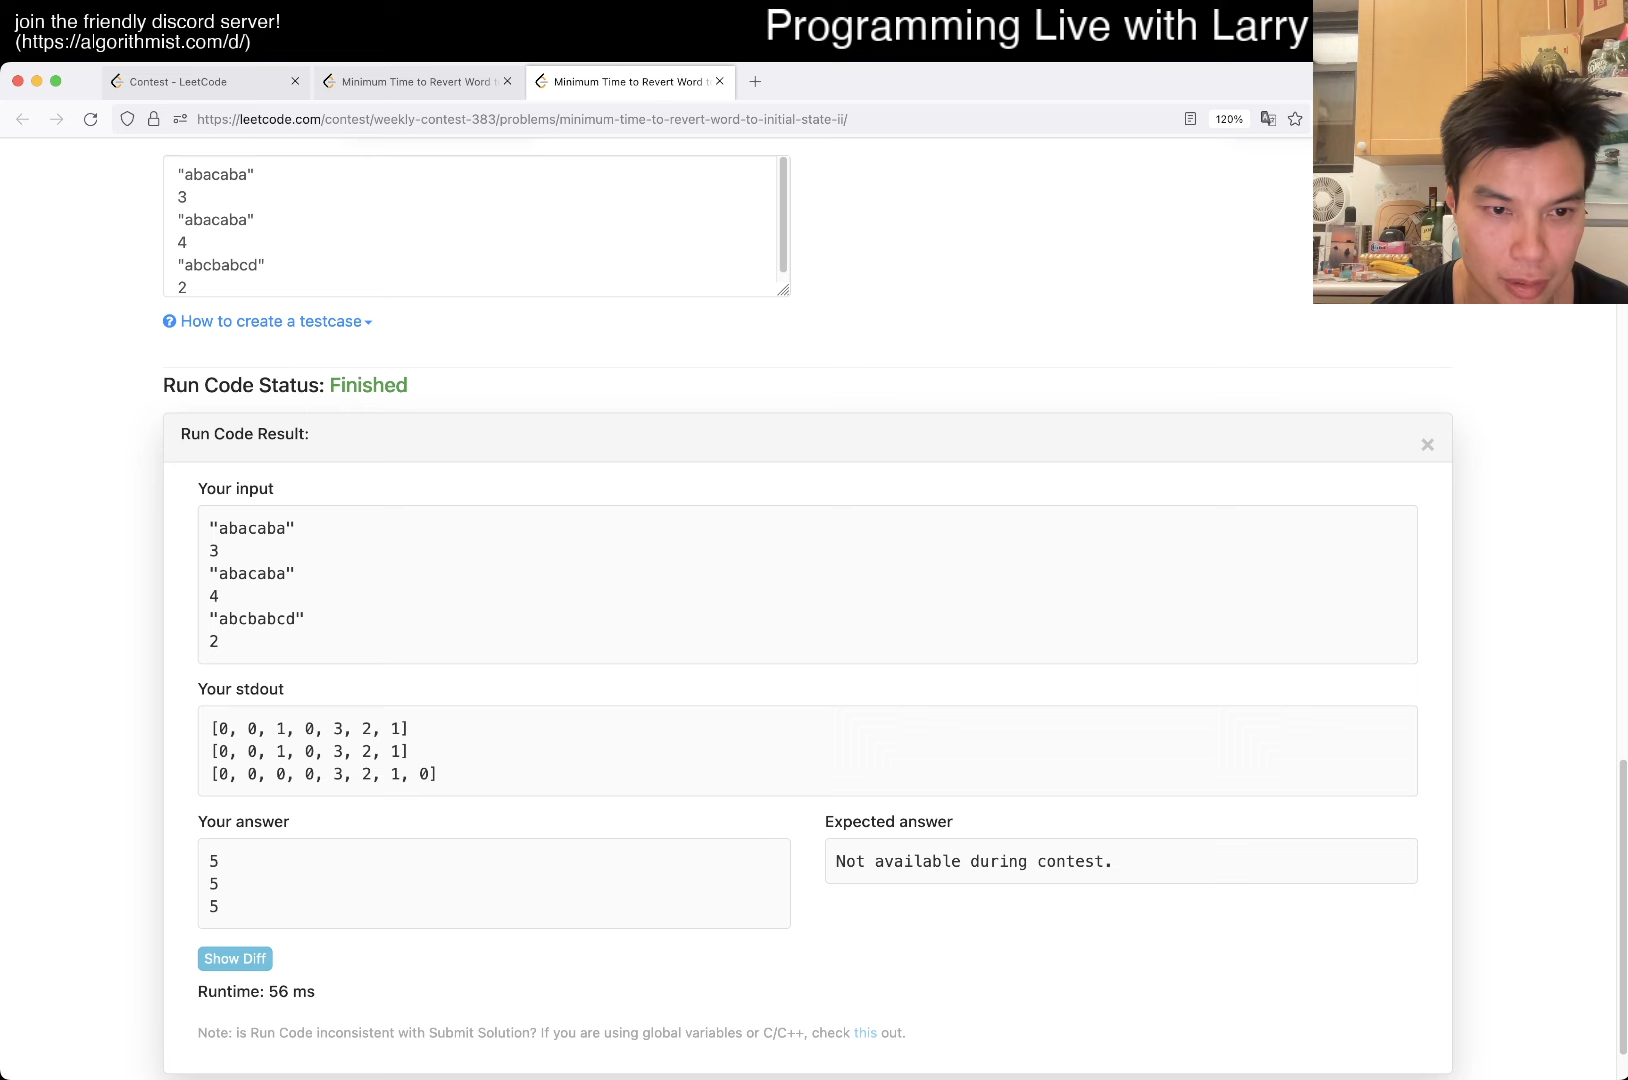 join the friendly discord server!
(https://algorithmist.com/d/)
Programming Live with Larry
Contest - LeetCode
Minimum Time to Revert Word t
Minimum Time to Revert Word to
https://leetcode.com/contest/weekly-contest-383/problems/minimum-time-to-revert-word-to-initial-state-ii/
120%
"abacaba"
3
"abacaba"
4
"abcbabcd"
2
How to create a testcase
Run Code Status: Finished
Run Code Result:
Your input
"abacaba"
3
"abacaba"
4
"abcbabcd"
2
Your stdout
[0, 0, 1, 0, 3, 2, 1]
[0, 0, 1, 0, 3, 2, 1]
[0, 0, 0, 0, 3, 2, 1, 0]
Your answer
5
5
5
Expected answer
Not available during contest.
Show Diff
Runtime: 56 ms
Note: is Run Code inconsistent with Submit Solution? If you are using global variables or C/C++, check this out.